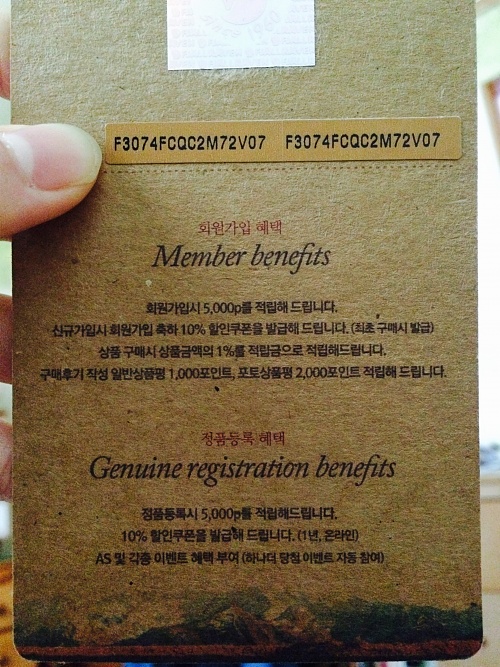 SINCE 1960
F3074FCQC2M72V07 F3074FCQC2M72V07
회원가입 혜택
Member benefits
회원가입시 5,000p를 적립해 드립니다.
신규가입시 회원가입 축하 10% 할인쿠폰을 발급해 드립니다. (최초 구매시 발급)
상품 구매시 상품금액의 1%를 적립금으로 적립해드립니다.
구매후기 작성 일반상품평 1,000포인트, 포토상품평 2,000포인트 적립해 드립니다.
정품등록 혜택
Genuine registration benefits
정품등록시 5,000p를 적립해드립니다.
10% 할인쿠폰을 발급해 드립니다. (1년, 온라인)
AS 및 각종 이벤트 혜택 부여 (하나더 당첨 이벤트 자동 참여)